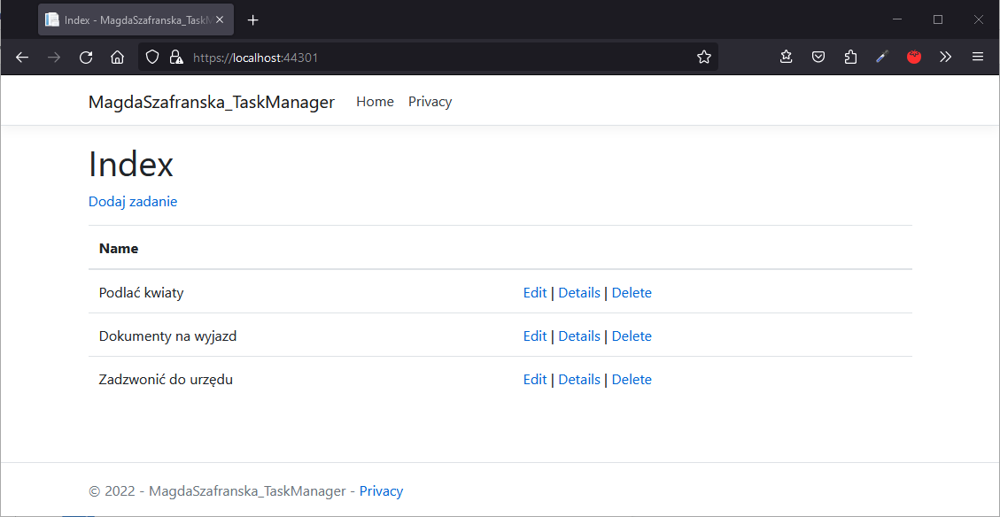 Index - MagdaSzafranska_TaskM
https://localhost:44301
MagdaSzafranska_TaskManager Home Privacy
Index
Dodaj zadanie
Name
Podlać kwiaty Edit | Details | Delete
Dokumenty na wyjazd Edit | Details | Delete
Zadzwonić do urzędu Edit | Details | Delete
© 2022 - MagdaSzafranska_TaskManager - Privacy